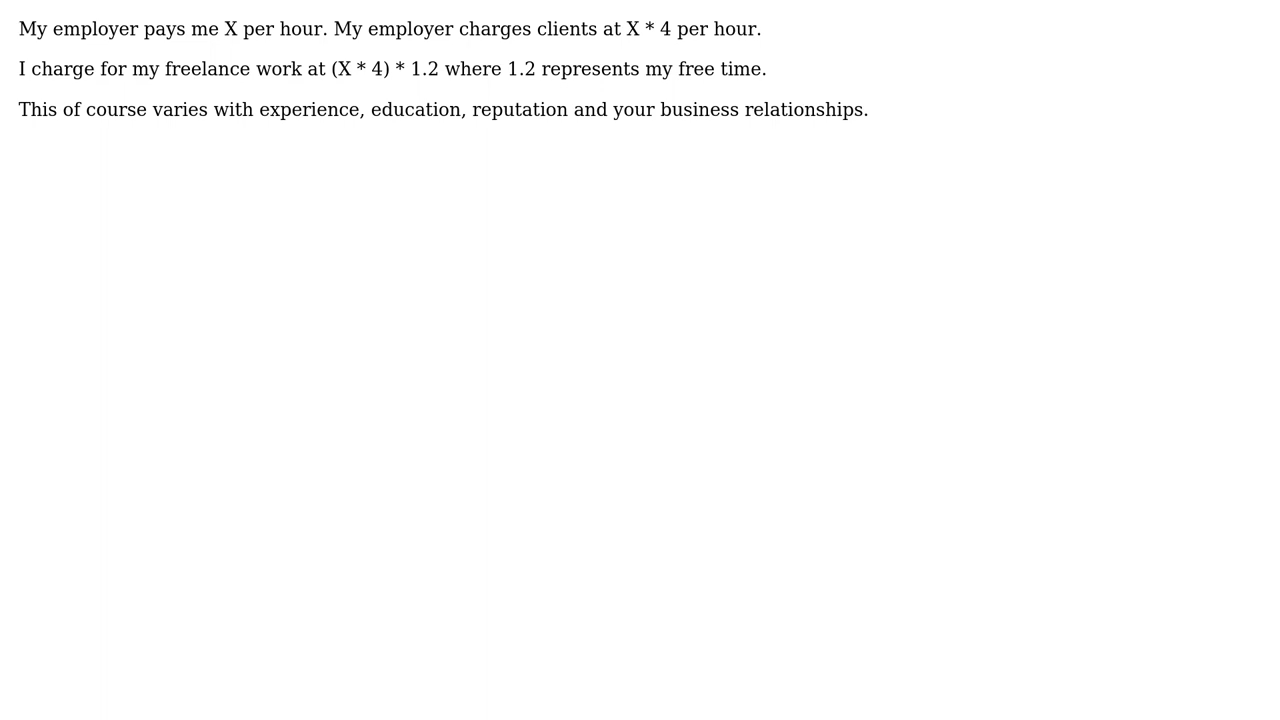 My employer pays me X per hour. My employer charges clients at X * 4 per hour.
I charge for my freelance work at (X * 4) * 1.2 where 1.2 represents my free time.
This of course varies with experience, education, reputation and your business relationships.